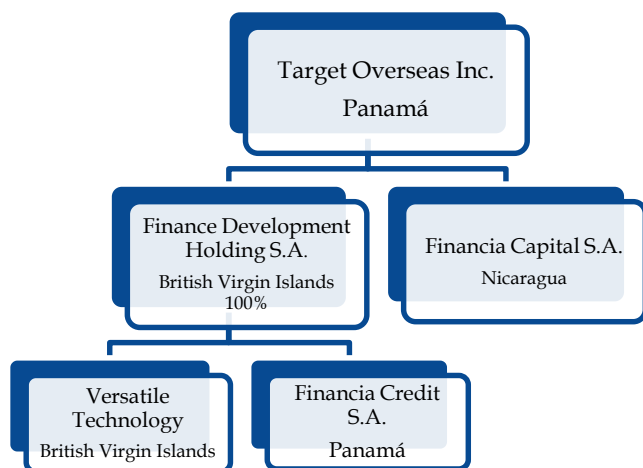 Target Overseas Inc.
Panamá
Finance Development
Holding S.A.
British Virgin Islands
100%
Financia Capital S.A.
Nicaragua
Versatile
Technology
British Virgin Islands
Financia Credit
S.A.
Panamá